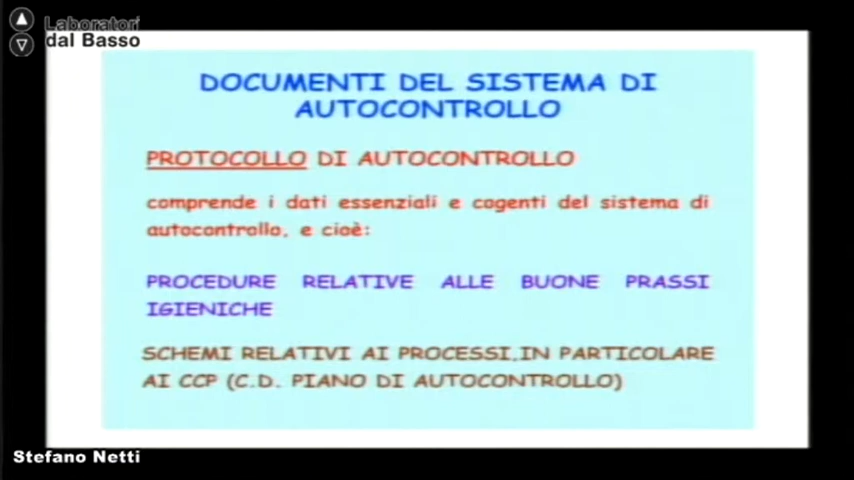 Laboratori
dal Basso
DOCUMENTI DEL SISTEMA DI
AUTOCONTROLLO
PROTOCOLLO DI AUTOCONTROLLO
comprende i dati essenziali e cogenti del sistema di
autocontrollo, e cioè:
PROCEDURE RELATIVE ALLE BUONE PRASSI
IGIENICHE
SCHEMI RELATIVI AI PROCESSI,IN PARTICOLARE
AI CCP (C.D. PIANO DI AUTOCONTROLLO)
Stefano Netti